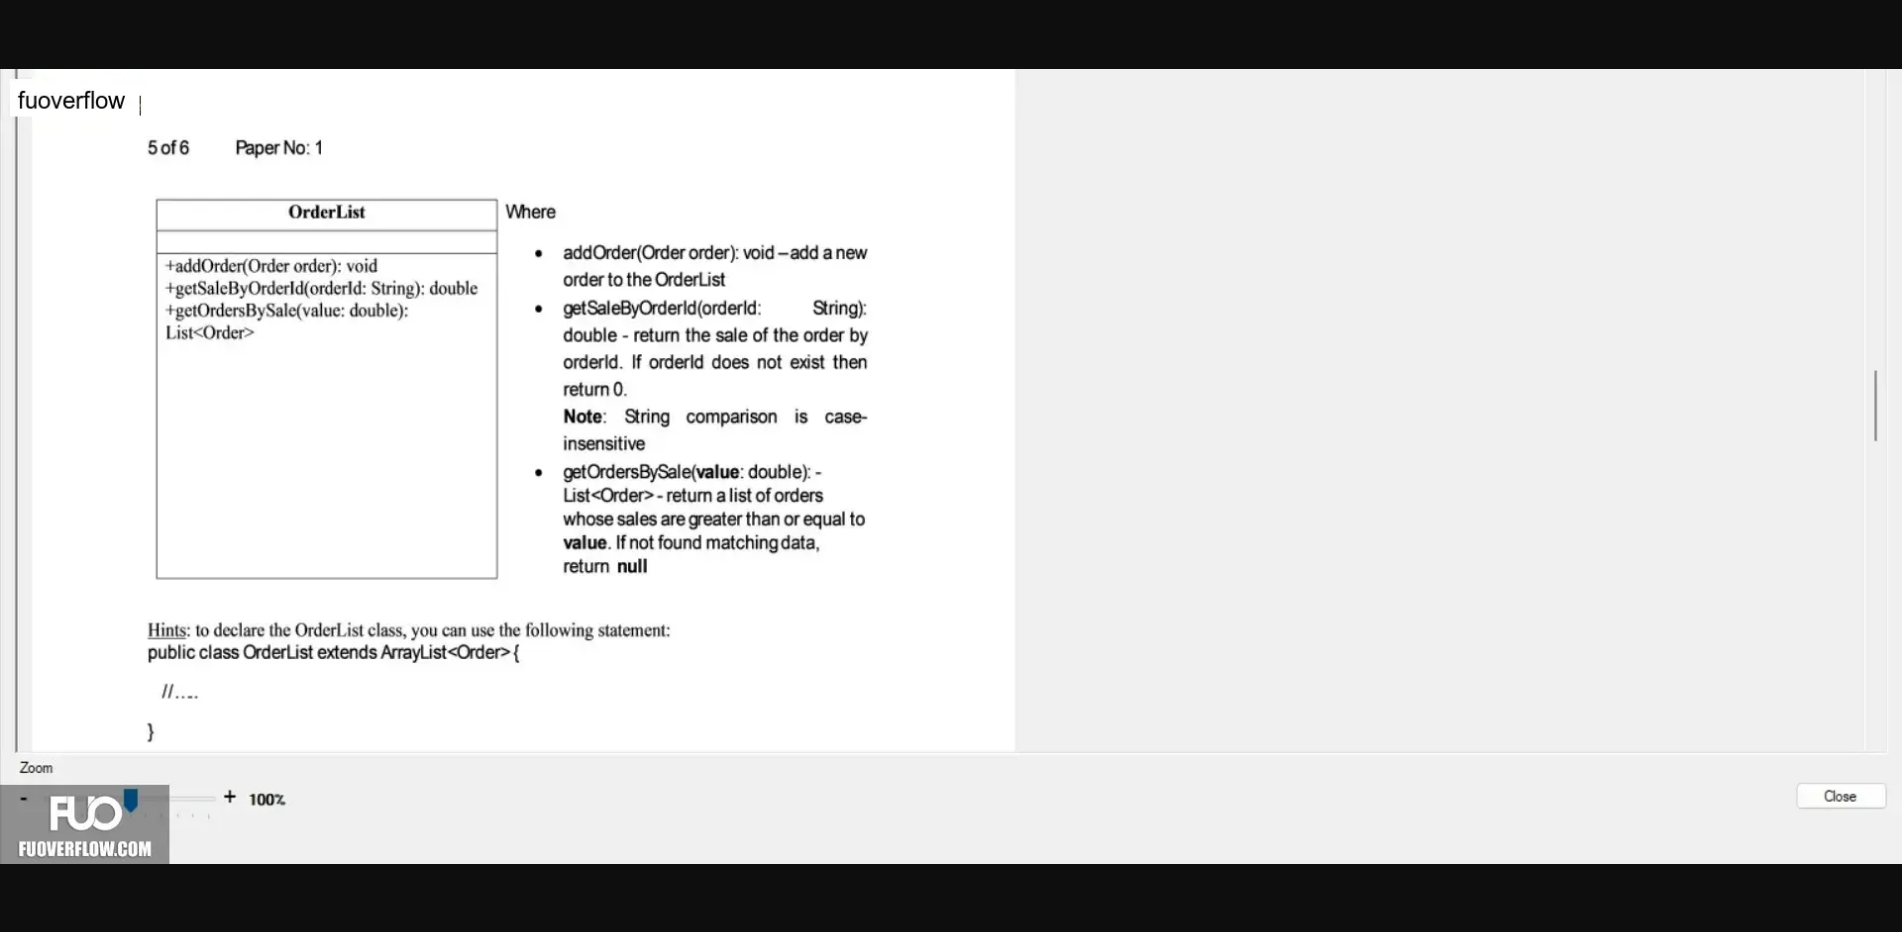 fuoverflow
5 of 6 Paper No: 1
OrderList
+addOrder(Order order): void
+getSaleByOrderId(orderId: String): double
+getOrdersBySale(value: double):
List<Order>
Where
• addOrder(Order order): void – add a new
order to the OrderList
• getSaleByOrderId(orderId: String):
double - return the sale of the order by
orderId. If orderId does not exist then
return 0.
Note: String comparison is case-
insensitive
• getOrdersBySale(value: double): -
List<Order> - return a list of orders
whose sales are greater than or equal to
value. If not found matching data,
return null
Hints: to declare the OrderList class, you can use the following statement:
public class OrderList extends ArrayList<Order> {
//.....
}
Zoom
- + 100%
Close
FUO
FUOVERFLOW.COM